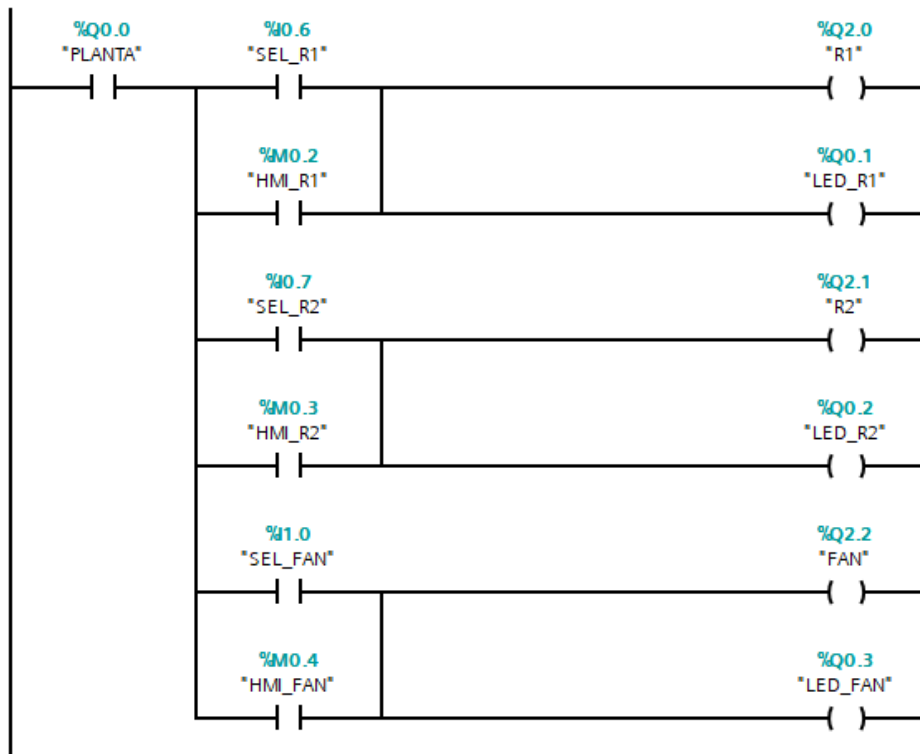 %Q0.0 %I0.6 %Q2.0
"PLANTA" "SEL_R1" "R1"
%M0.2 %Q0.1
"HMI_R1" "LED_R1"
%I0.7 %Q2.1
"SEL_R2" "R2"
%M0.3 %Q0.2
"HMI_R2" "LED_R2"
%I1.0 %Q2.2
"SEL_FAN" "FAN"
%M0.4 %Q0.3
"HMI_FAN" "LED_FAN"